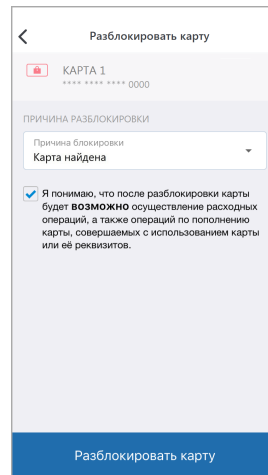 Разблокировать карту
КАРТА 1
**** **** **** 0000
ПРИЧИНА РАЗБЛОКИРОВКИ
Причина блокировки
Карта найдена
Я понимаю, что после разблокировки карты
будет ВОЗМОЖНО осуществление расходных
операций, а также операций по пополнению
карты, совершаемых с использованием карты
или её реквизитов.
Разблокировать карту